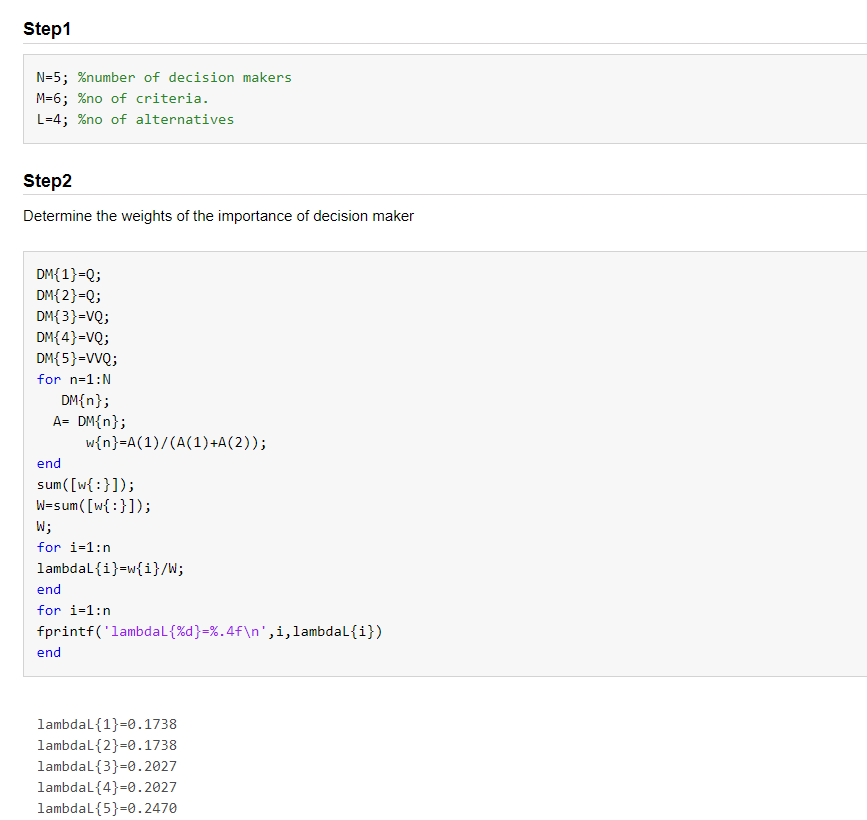 Step1
N=5; %number of decision makers
M=6; %no of criteria.
L=4; %no of alternatives
Step2
Determine the weights of the importance of decision maker
DM{1}=Q;
DM{2}=Q;
DM{3}=VQ;
DM{4}=VQ;
DM{5}=VVQ;
for n=1:N
   DM{n};
  A= DM{n};
      w{n}=A(1)/(A(1)+A(2));
end
sum([w{:}]);
W=sum([w{:}]);
W;
for i=1:n
lambdaL{i}=w{i}/W;
end
for i=1:n
fprintf('lambdaL{%d}=%.4f\n',i,lambdaL{i})
end
lambdaL{1}=0.1738
lambdaL{2}=0.1738
lambdaL{3}=0.2027
lambdaL{4}=0.2027
lambdaL{5}=0.2470